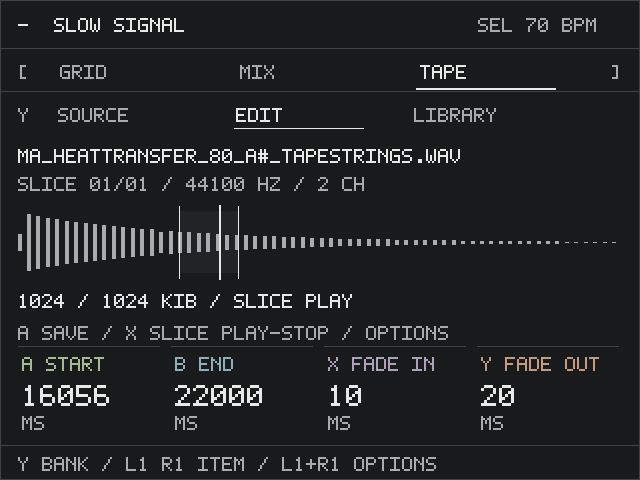 – SLOW SIGNAL SEL 70 BPM
[ GRID MIX TAPE ]
Y SOURCE EDIT LIBRARY
MA_HEATTRANSFER_80_A#_TAPESTRINGS.WAV
SLICE 01/01 / 44100 HZ / 2 CH
1024 / 1024 KIB / SLICE PLAY
A SAVE / X SLICE PLAY-STOP / OPTIONS
A START B END X FADE IN Y FADE OUT
16056 22000 10 20
MS MS MS MS
Y BANK / L1 R1 ITEM / L1+R1 OPTIONS